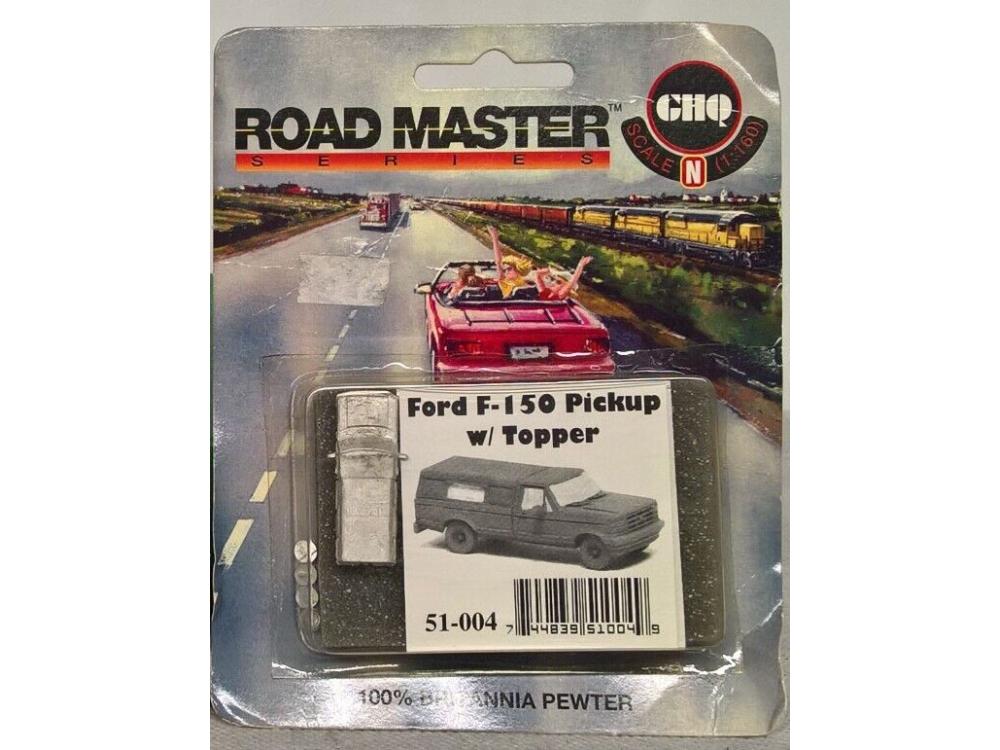 ROAD MASTER™
SERIES
GHQ
SCALE N (1:160)
Ford F-150 Pickup
w/ Topper
51-004
7 44839 51004 9
100% BRITANNIA PEWTER